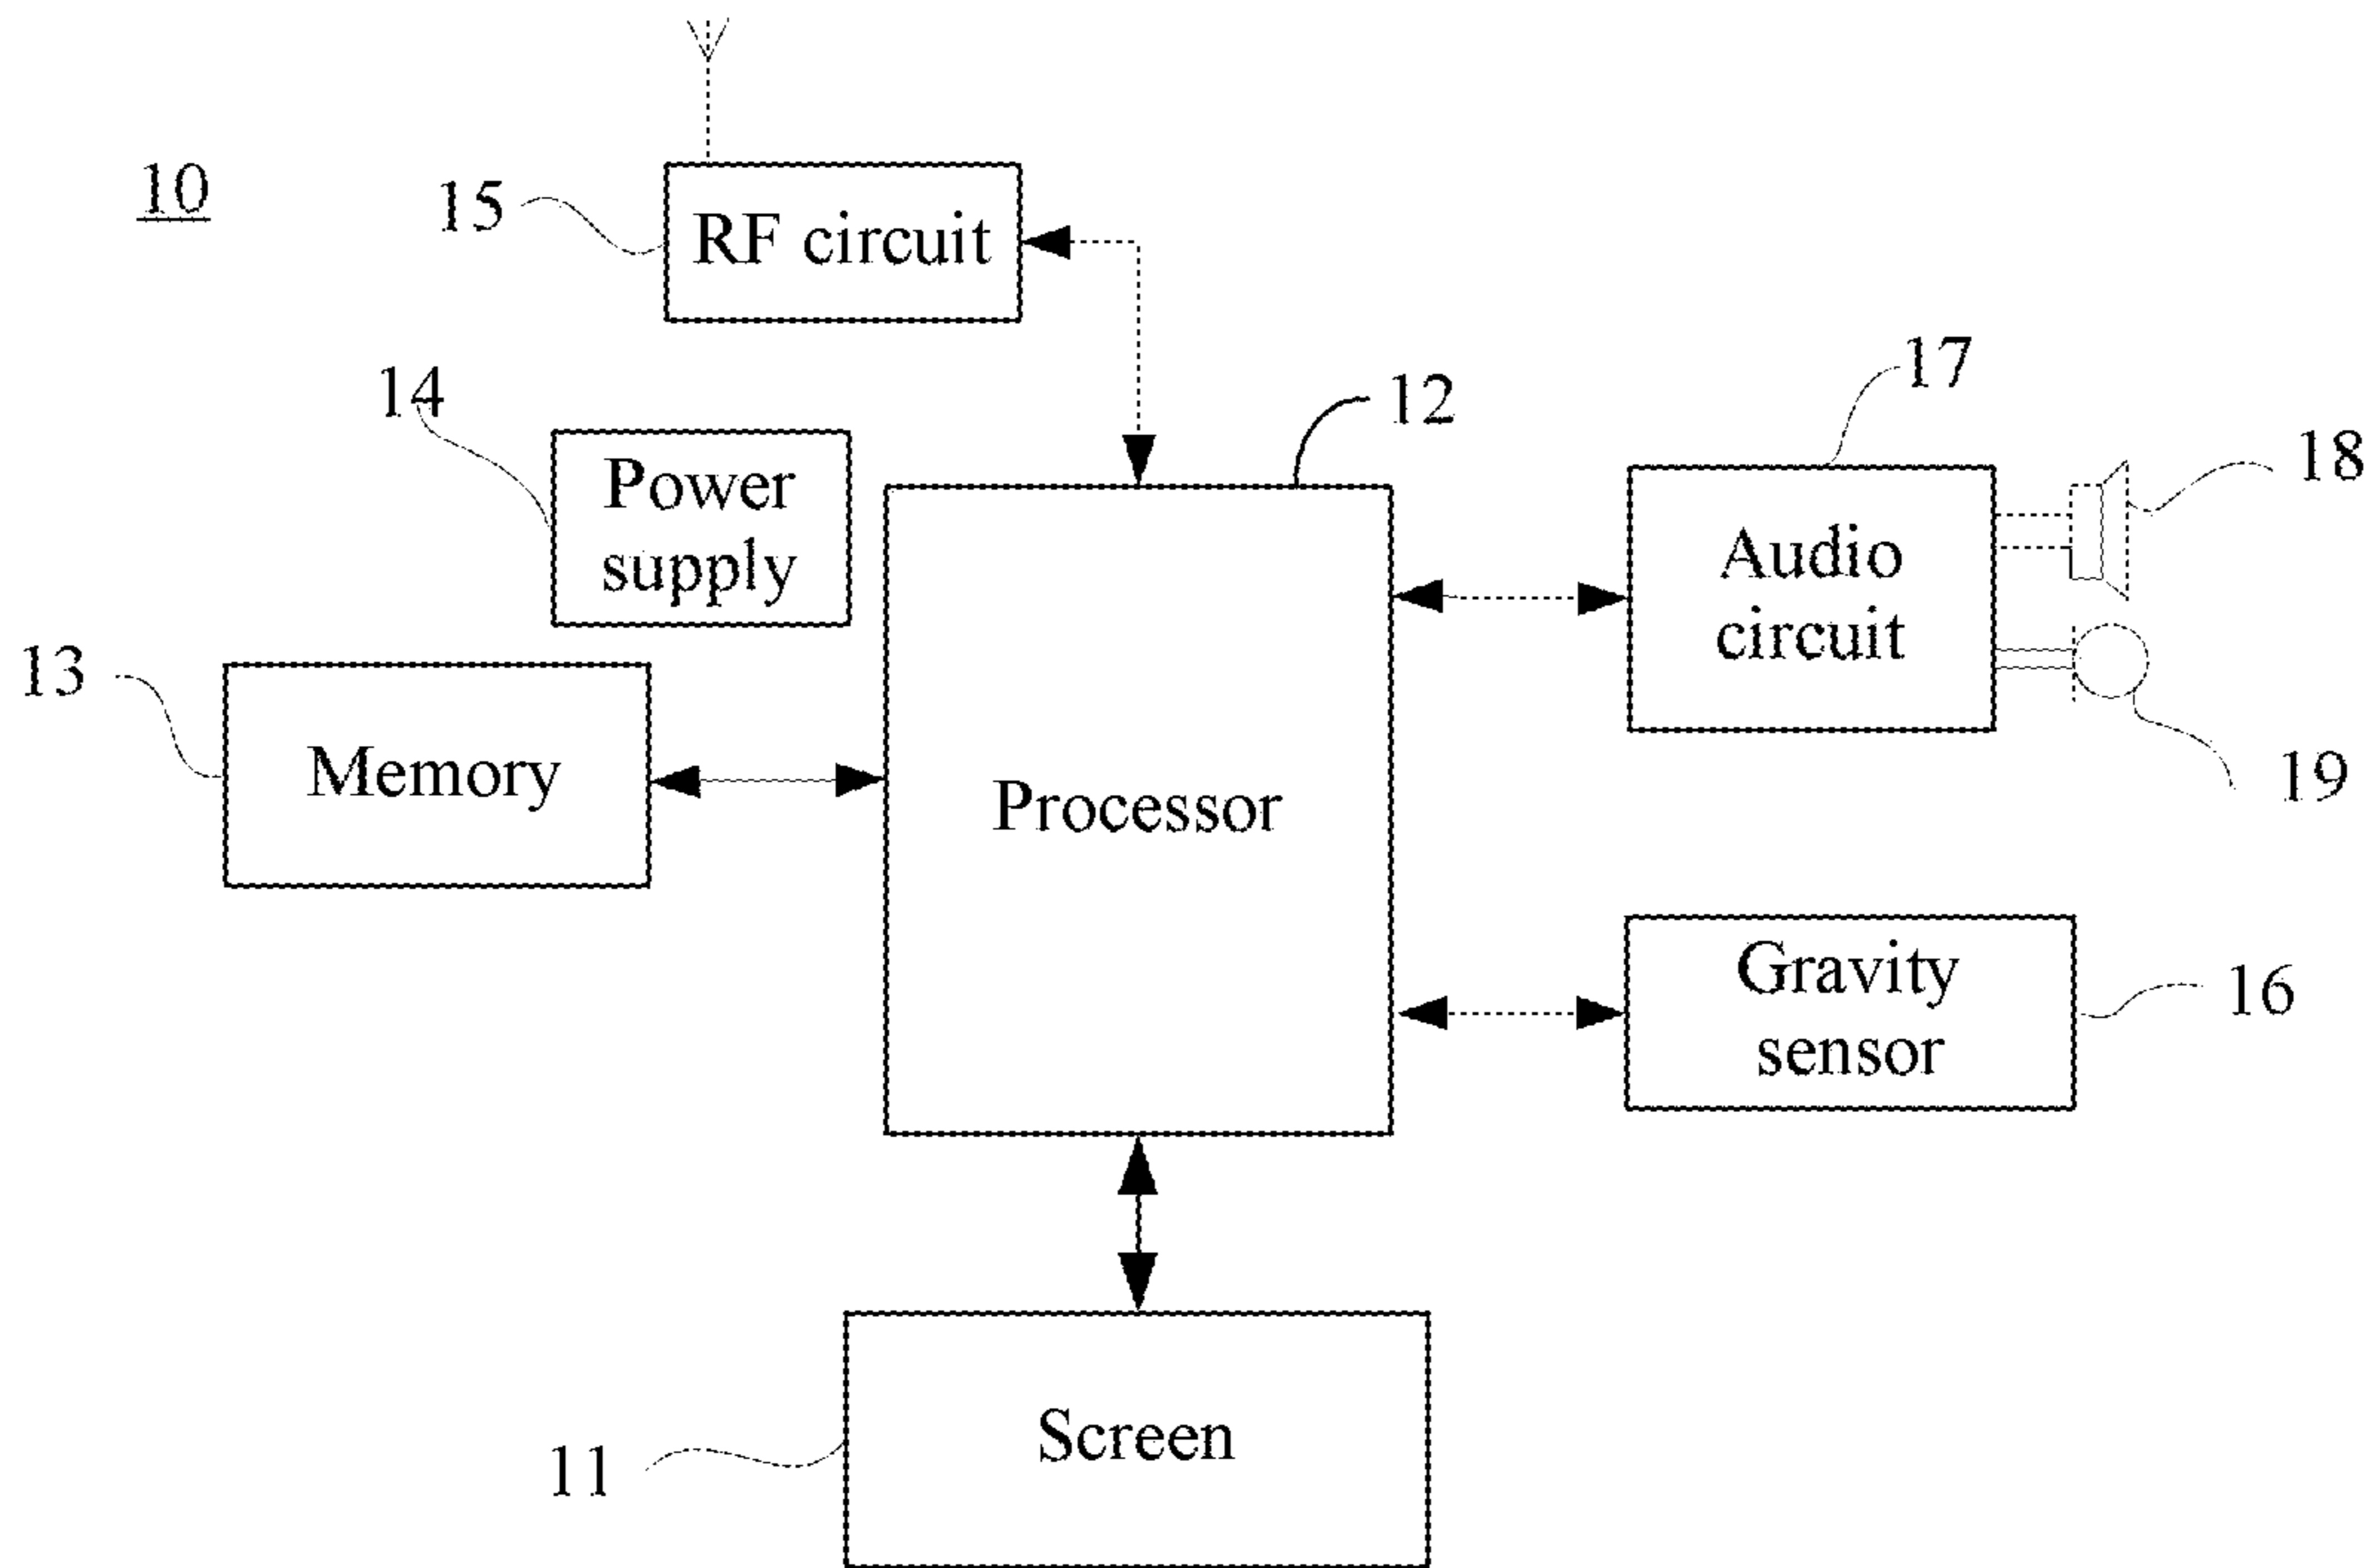 10
15
RF circuit
14
Power
supply
12
17
18
Audio
circuit
13
Memory
Processor
19
Gravity
sensor
16
11
Screen